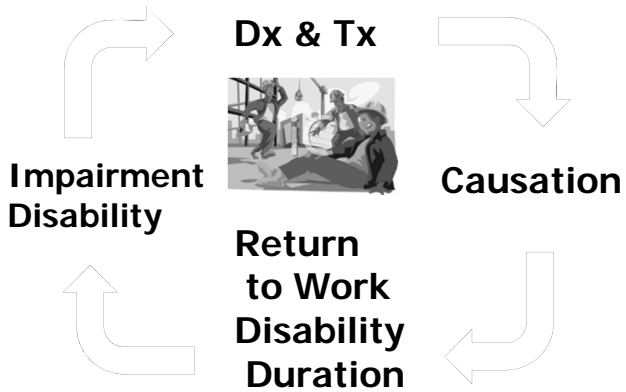 Dx & Tx
Impairment
Disability
Causation
Return
to Work
Disability
Duration